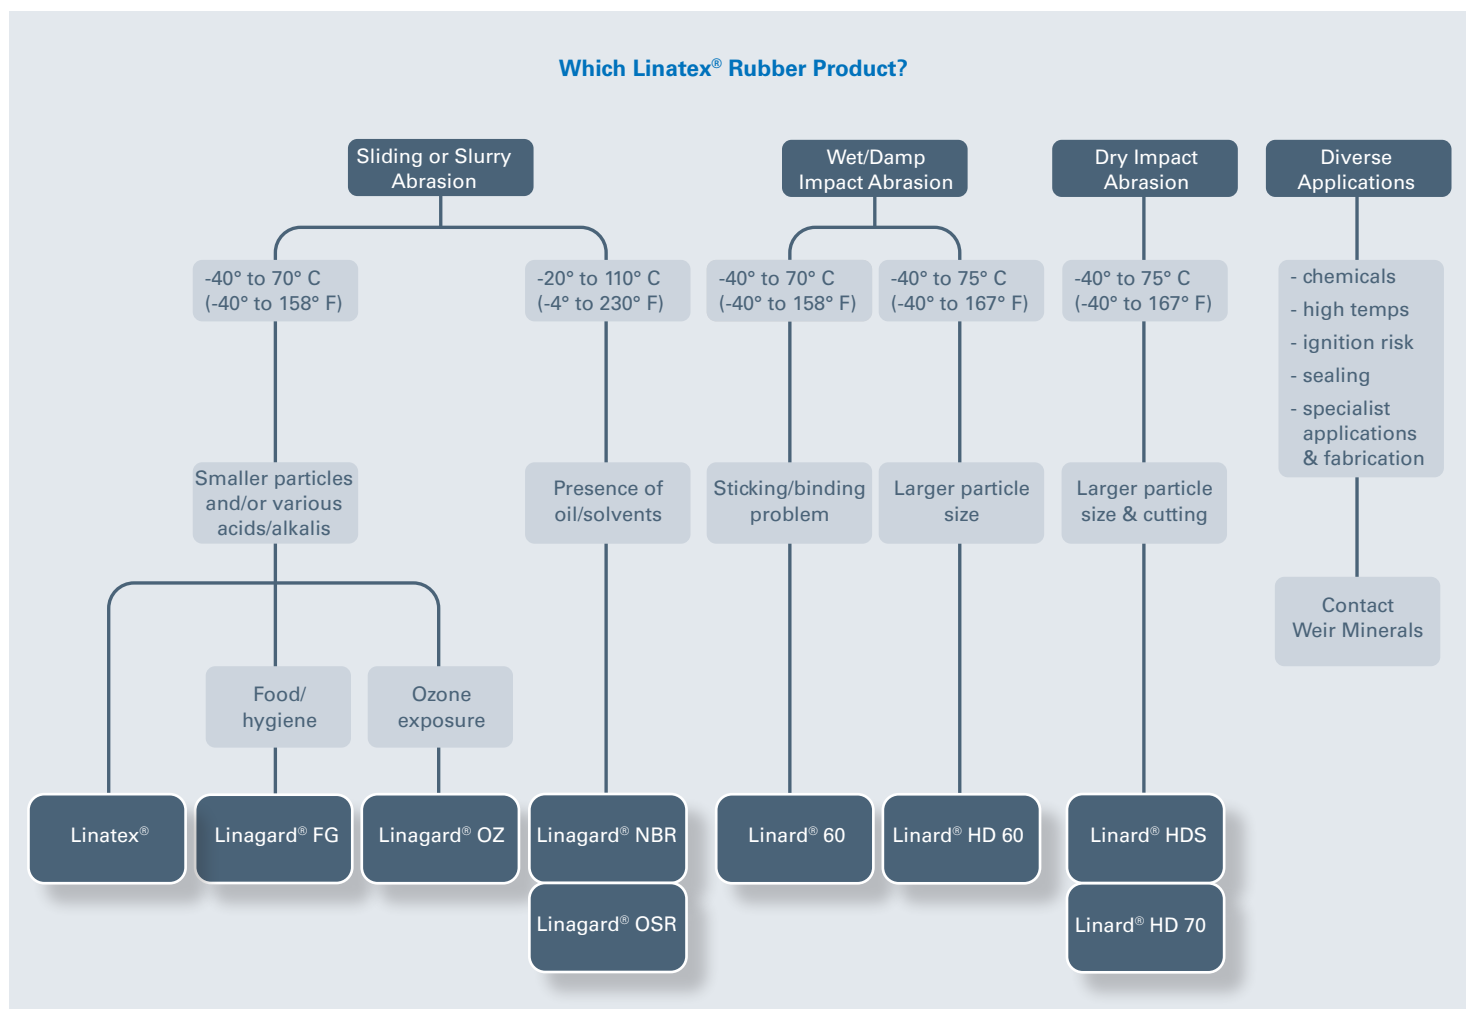 Which Linatex® Rubber Product?
Sliding or Slurry
Abrasion
Wet/Damp
Impact Abrasion
Dry Impact
Abrasion
Diverse
Applications
-40° to 70° C
(-40° to 158° F)
-20° to 110° C
(-4° to 230° F)
-40° to 70° C
(-40° to 158° F)
-40° to 75° C
(-40° to 167° F)
-40° to 75° C
(-40° to 167° F)
- chemicals
- high temps
- ignition risk
- sealing
- specialist
applications
& fabrication
Smaller particles
and/or various
acids/alkalis
Presence of
oil/solvents
Sticking/binding
problem
Larger particle
size
Larger particle
size & cutting
Contact
Weir Minerals
Food/
hygiene
Ozone
exposure
Linatex®
Linagard® FG
Linagard® OZ
Linagard® NBR
Linard® 60
Linard® HD 60
Linard® HDS
Linagard® OSR
Linard® HD 70